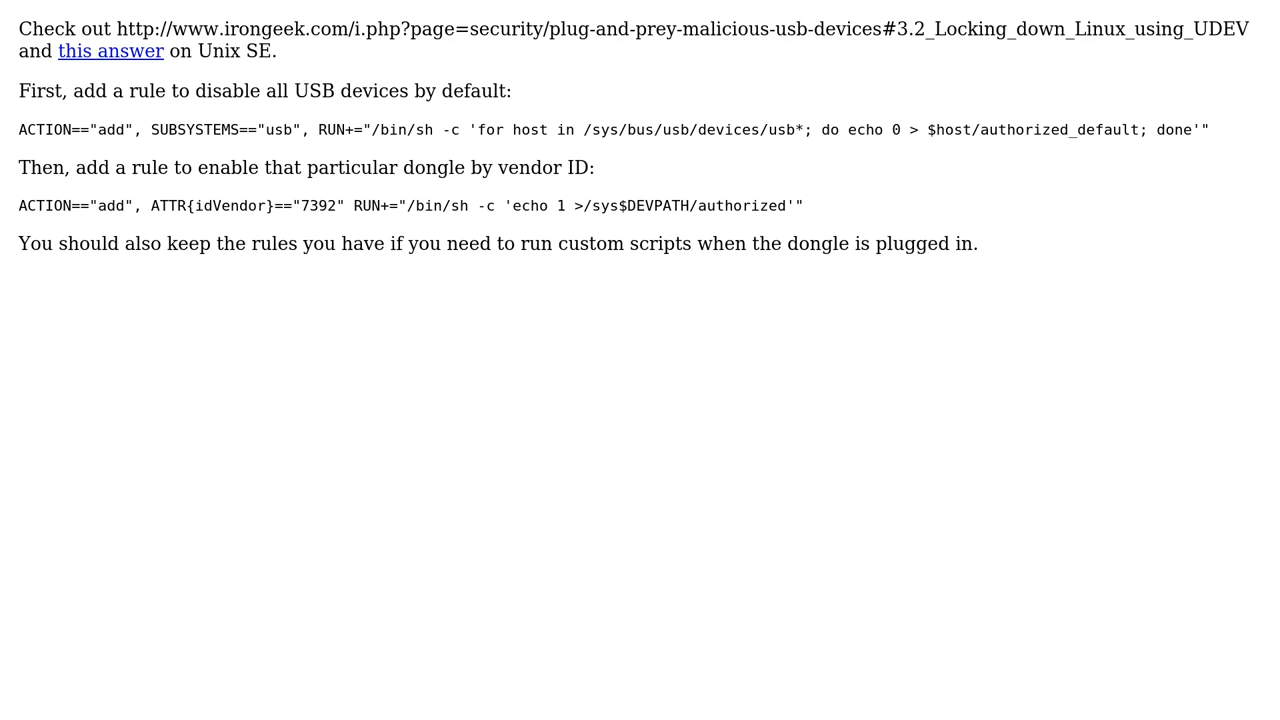 Check out http://www.irongeek.com/i.php?page=security/plug-and-prey-malicious-usb-devices#3.2_Locking_down_Linux_using_UDEV
and this answer on Unix SE.
First, add a rule to disable all USB devices by default:
ACTION=="add", SUBSYSTEMS=="usb", RUN+="/bin/sh -c 'for host in /sys/bus/usb/devices/usb*; do echo 0 > $host/authorized_default; done'"
Then, add a rule to enable that particular dongle by vendor ID:
ACTION=="add", ATTR{idVendor}=="7392" RUN+="/bin/sh -c 'echo 1 >/sys$DEVPATH/authorized'"
You should also keep the rules you have if you need to run custom scripts when the dongle is plugged in.